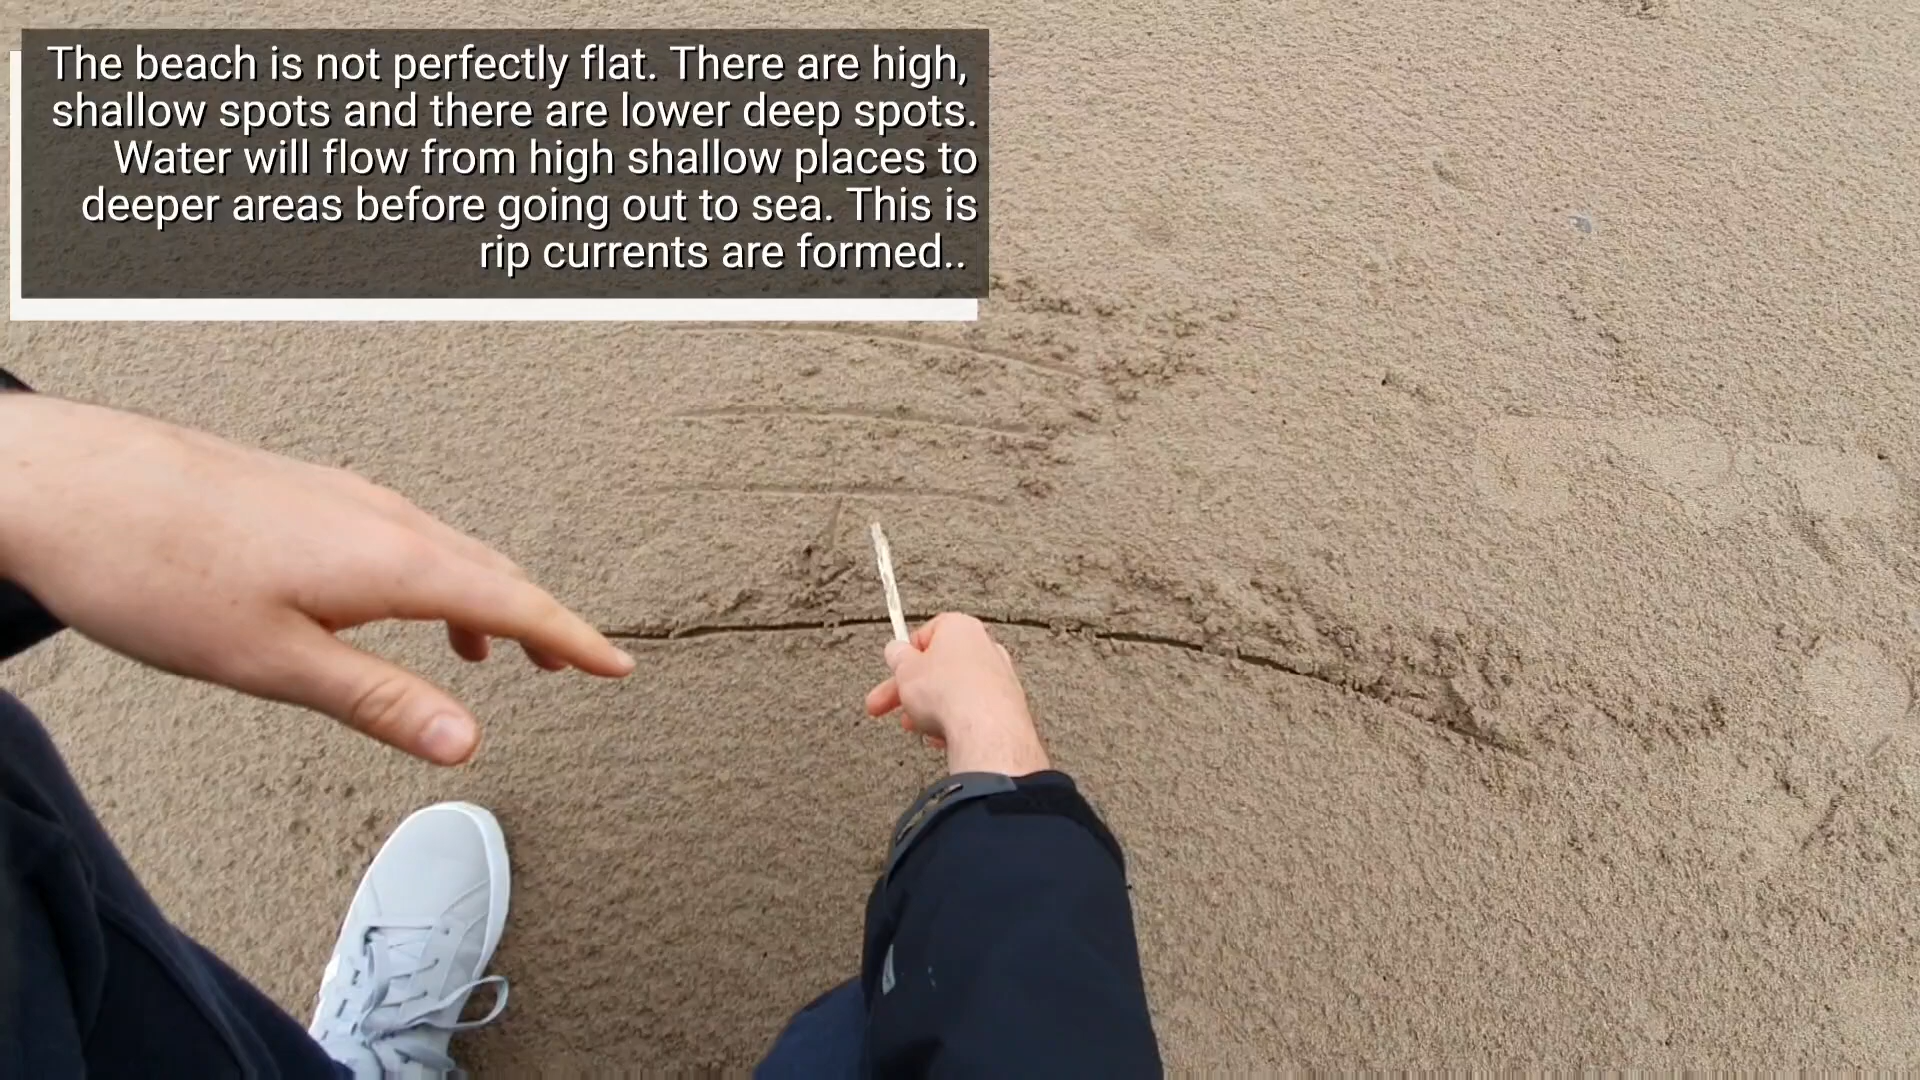 The beach is not perfectly flat. There are high,
shallow spots and there are lower deep spots.
Water will flow from high shallow places to
deeper areas before going out to sea. This is
rip currents are formed..